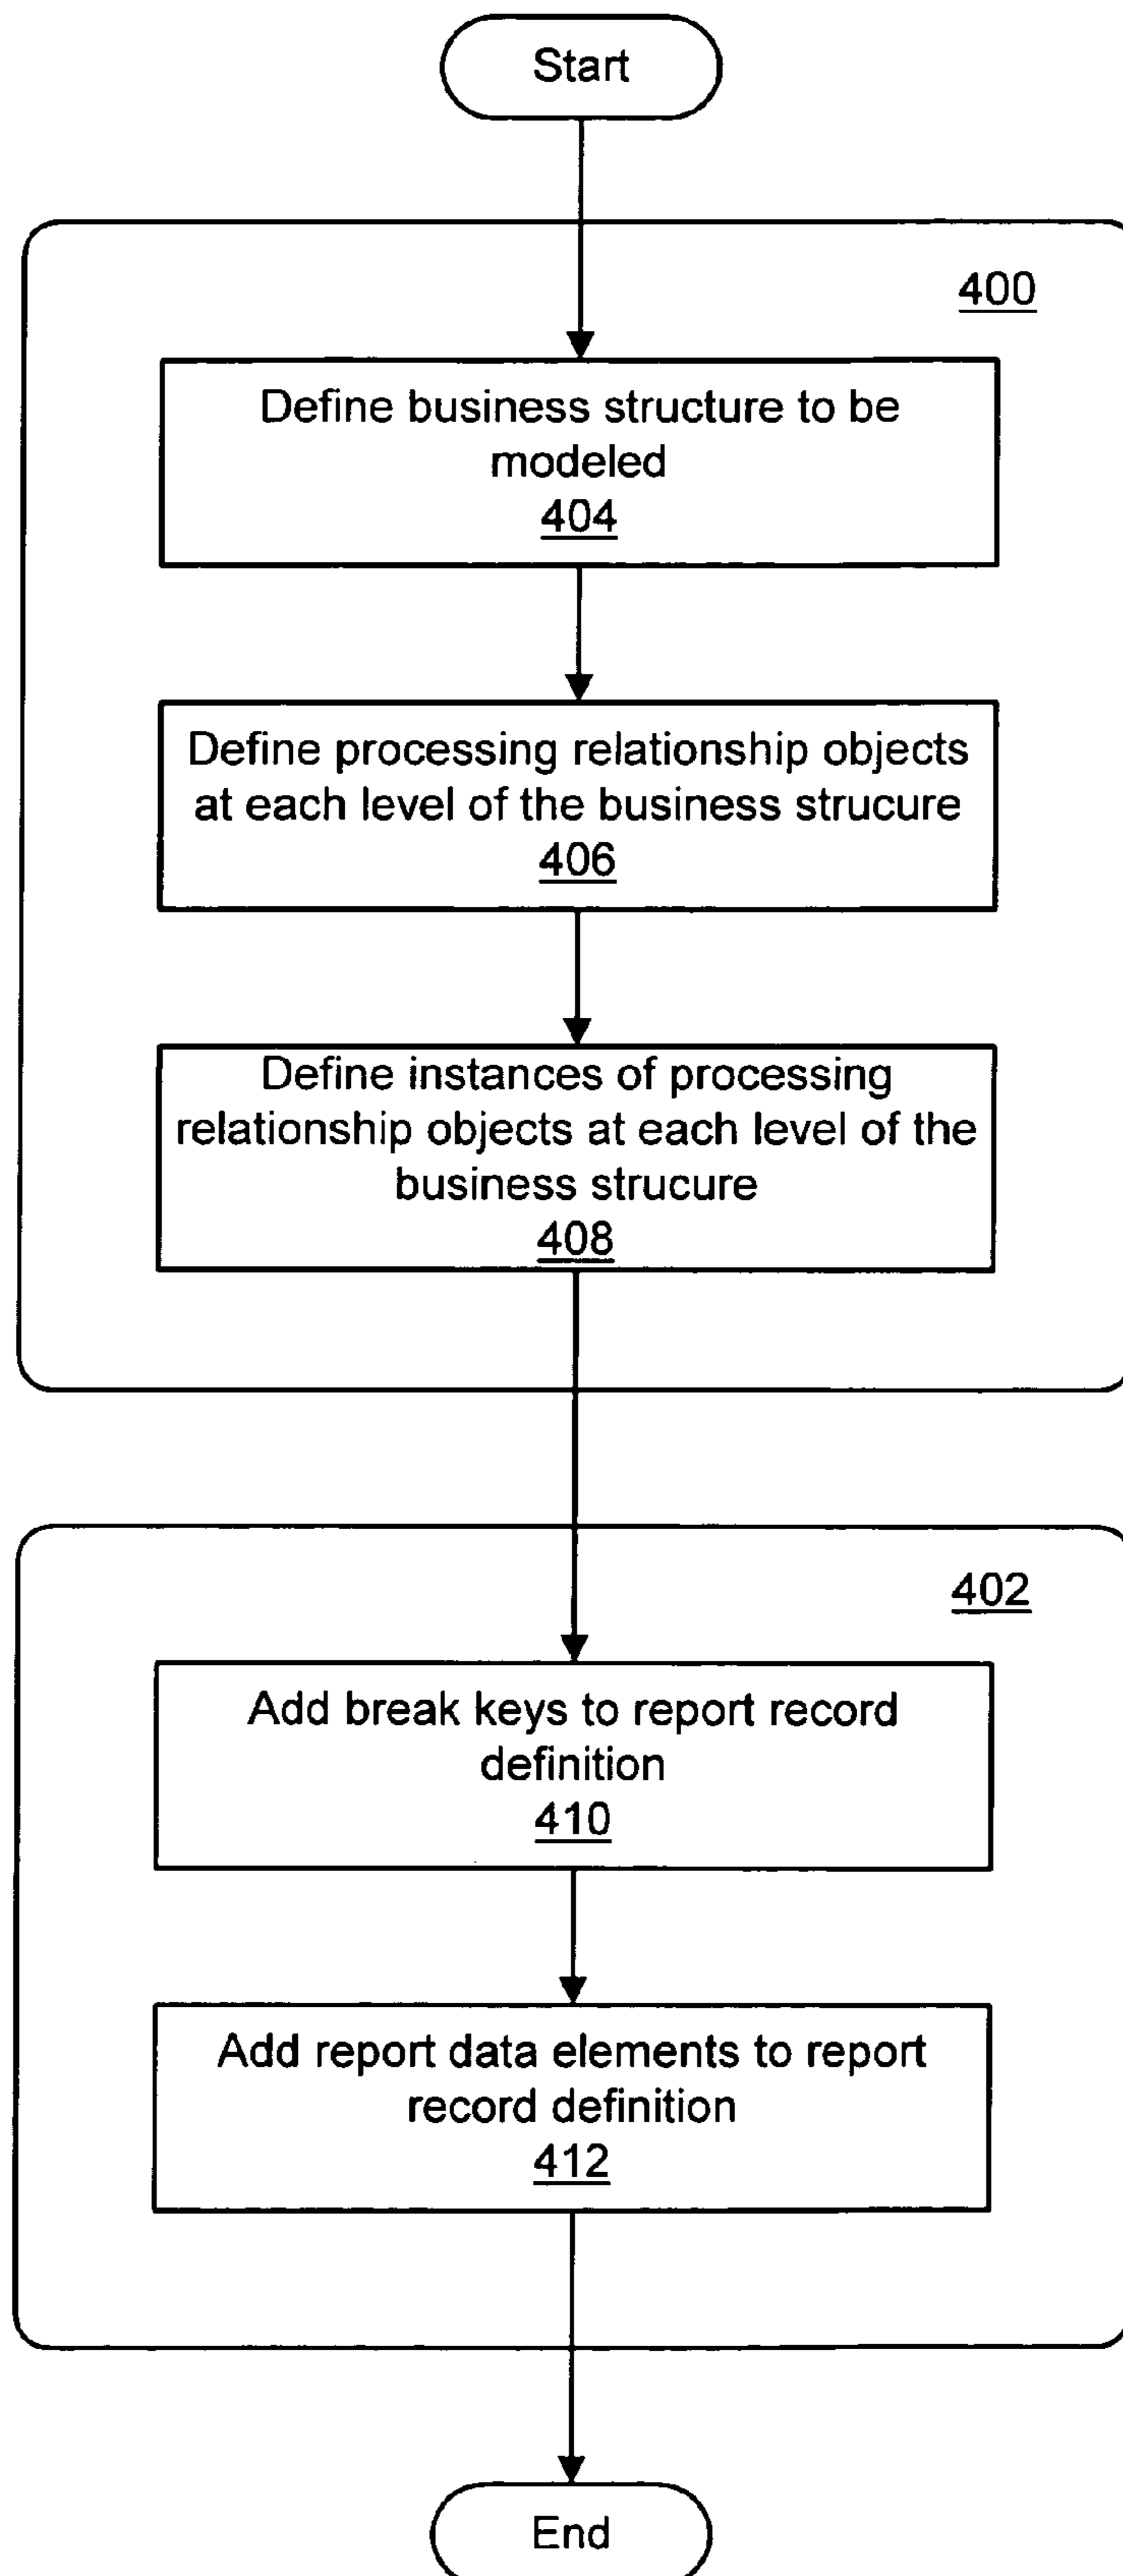 Start
400
Define business structure to be
modeled
404
Define processing relationship objects
at each level of the business strucure
406
Define instances of processing
relationship objects at each level of the
business strucure
408
402
Add break keys to report record
definition
410
Add report data elements to report
record definition
412
End